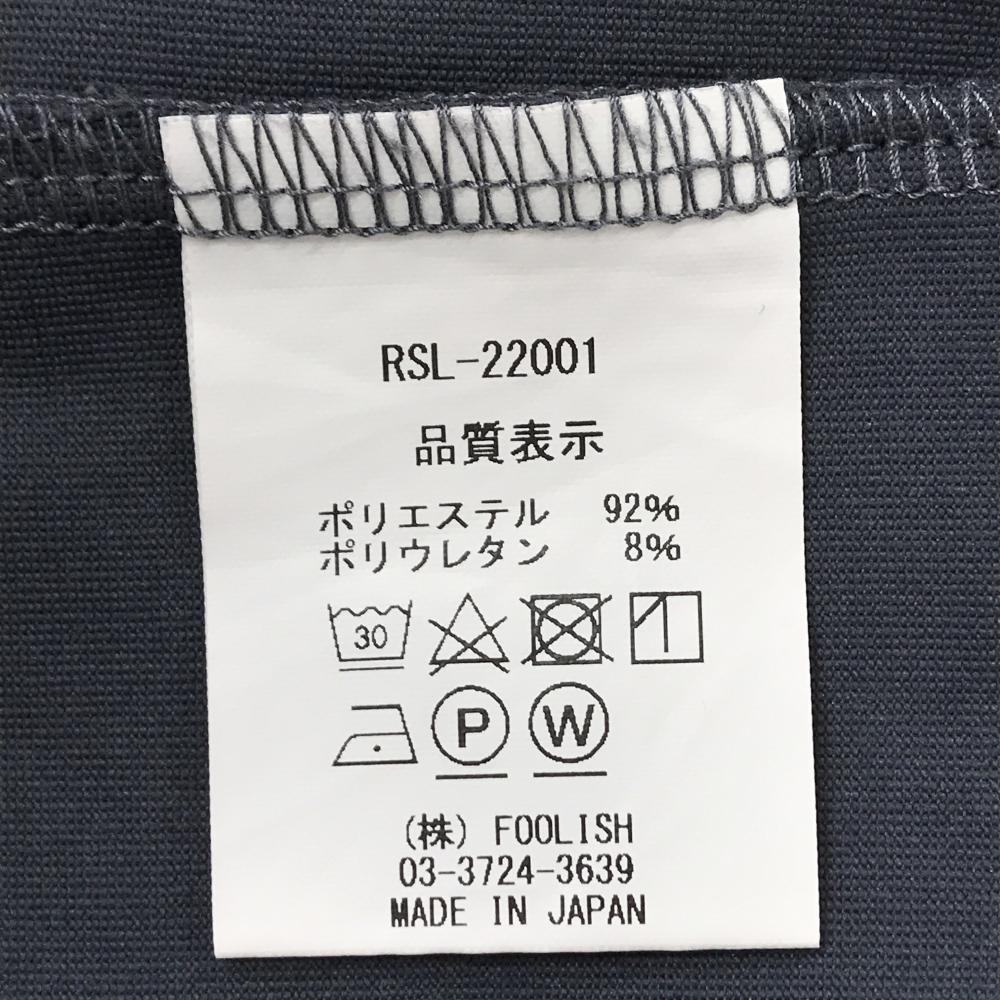 RSL-22001
品質表示
ポリエステル 92%
ポリウレタン 8%
30
P W
(株) FOOLISH
03-3724-3639
MADE IN JAPAN